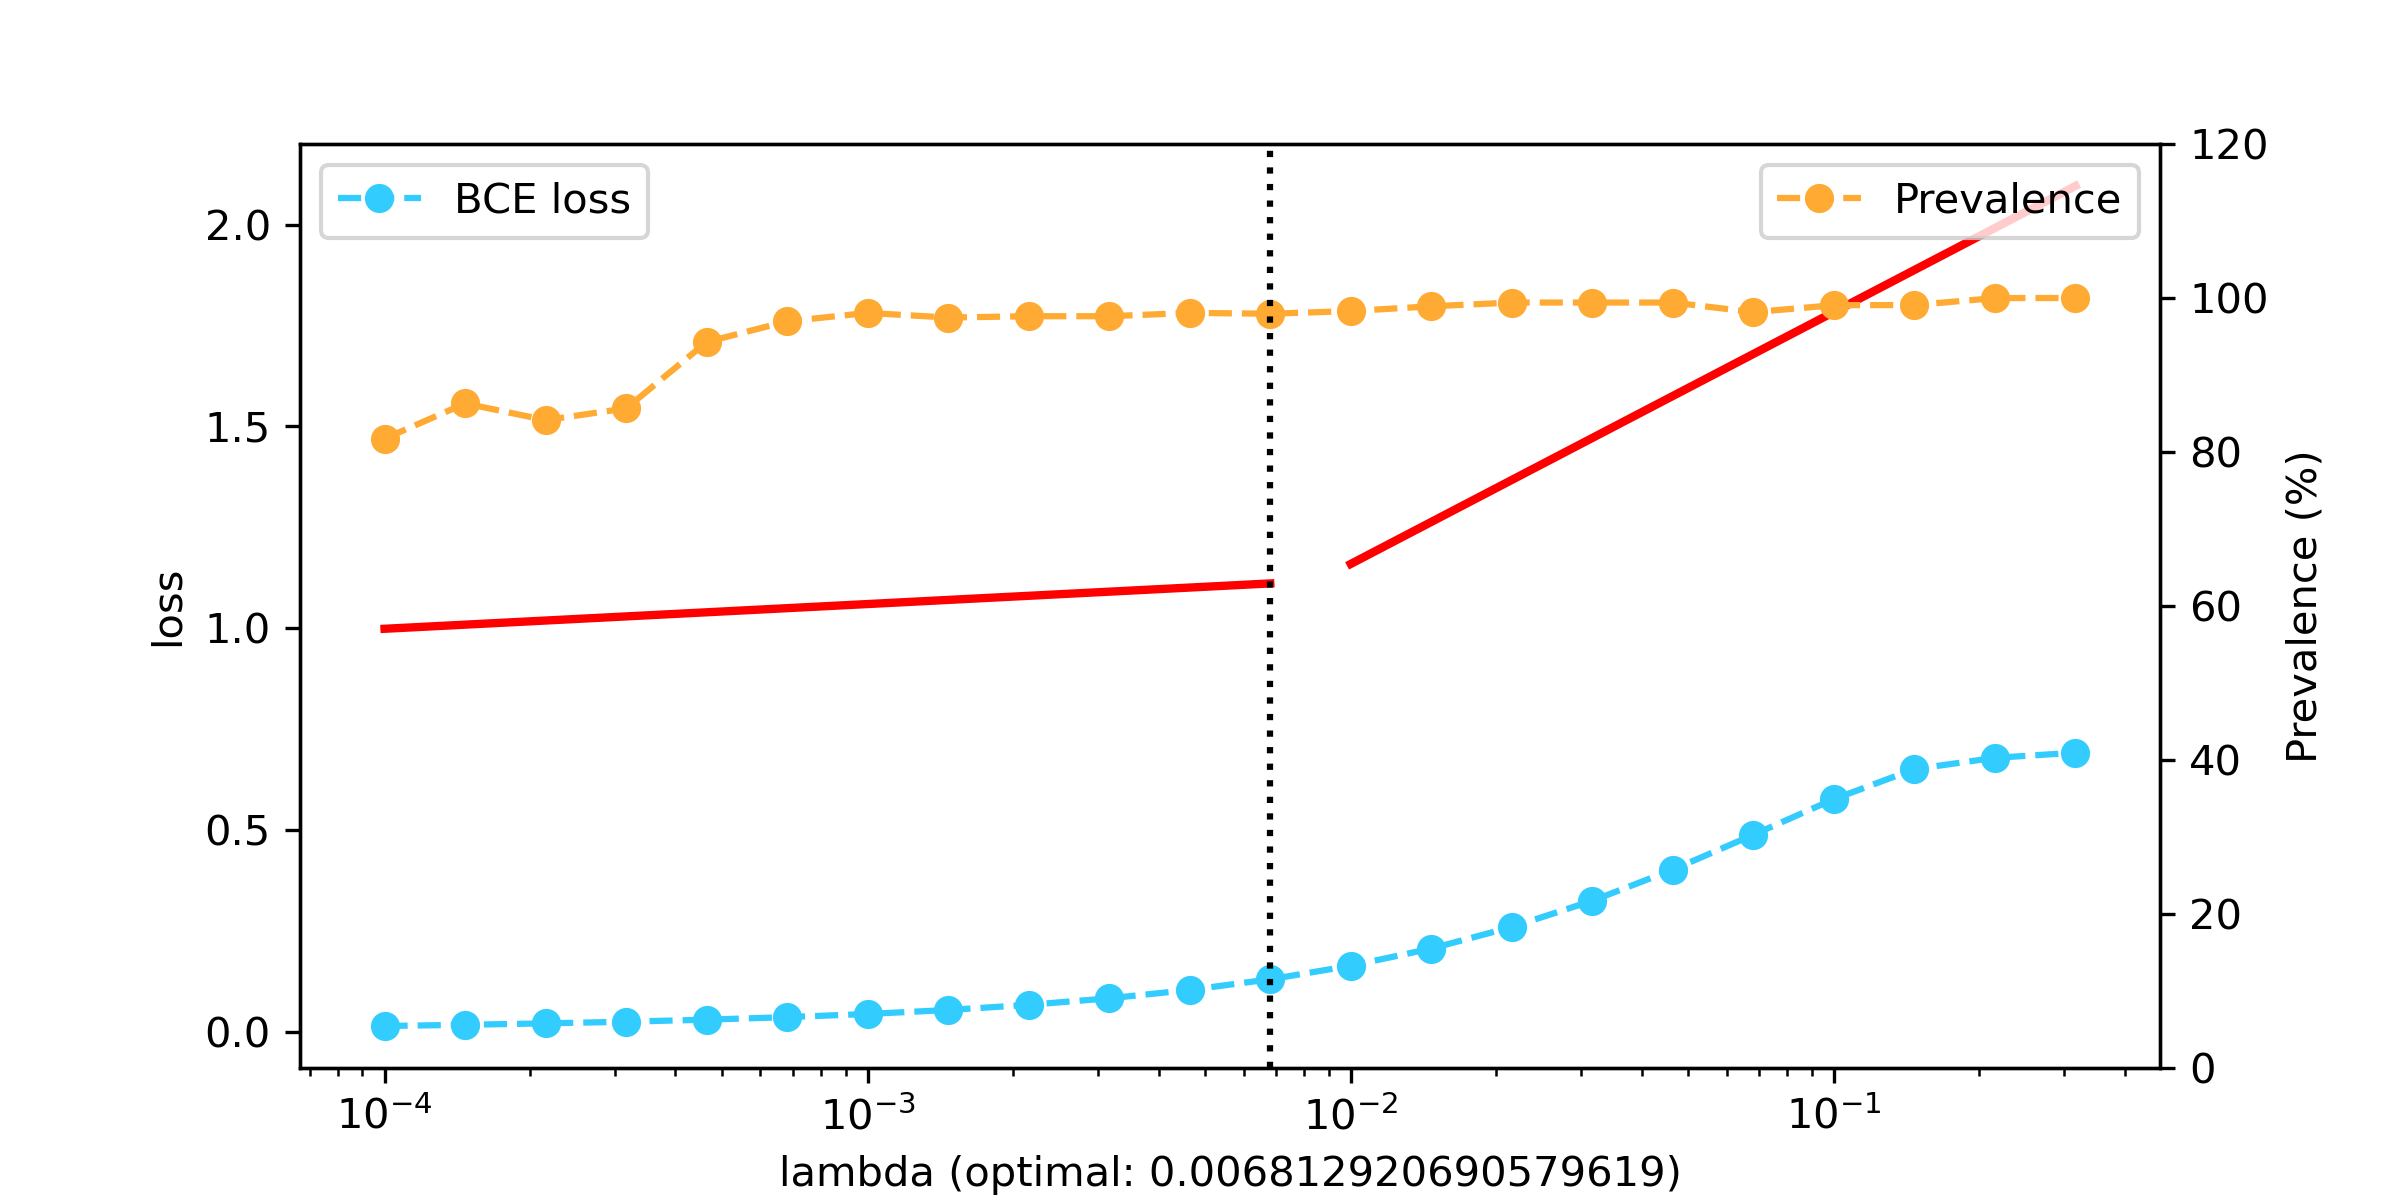 BCE loss
Prevalence
120
100
80
60
40
20
0
Prevalence (%)
2.0
1.5
1.0
0.5
0.0
loss
10⁻⁴ 10⁻³ 10⁻² 10⁻¹
lambda (optimal: 0.006812920690579619)